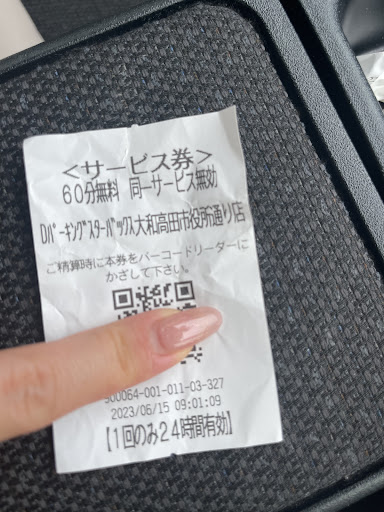 <サービス券>
60分無料 同一サービス無効
Dパーキングスターバックス大和高田市役所通り店
ご精算時に本券をバーコードリーダーに
かざして下さい。
500064-001-011-03-327
2023/06/15 09:01:09
【1回のみ24時間有効】